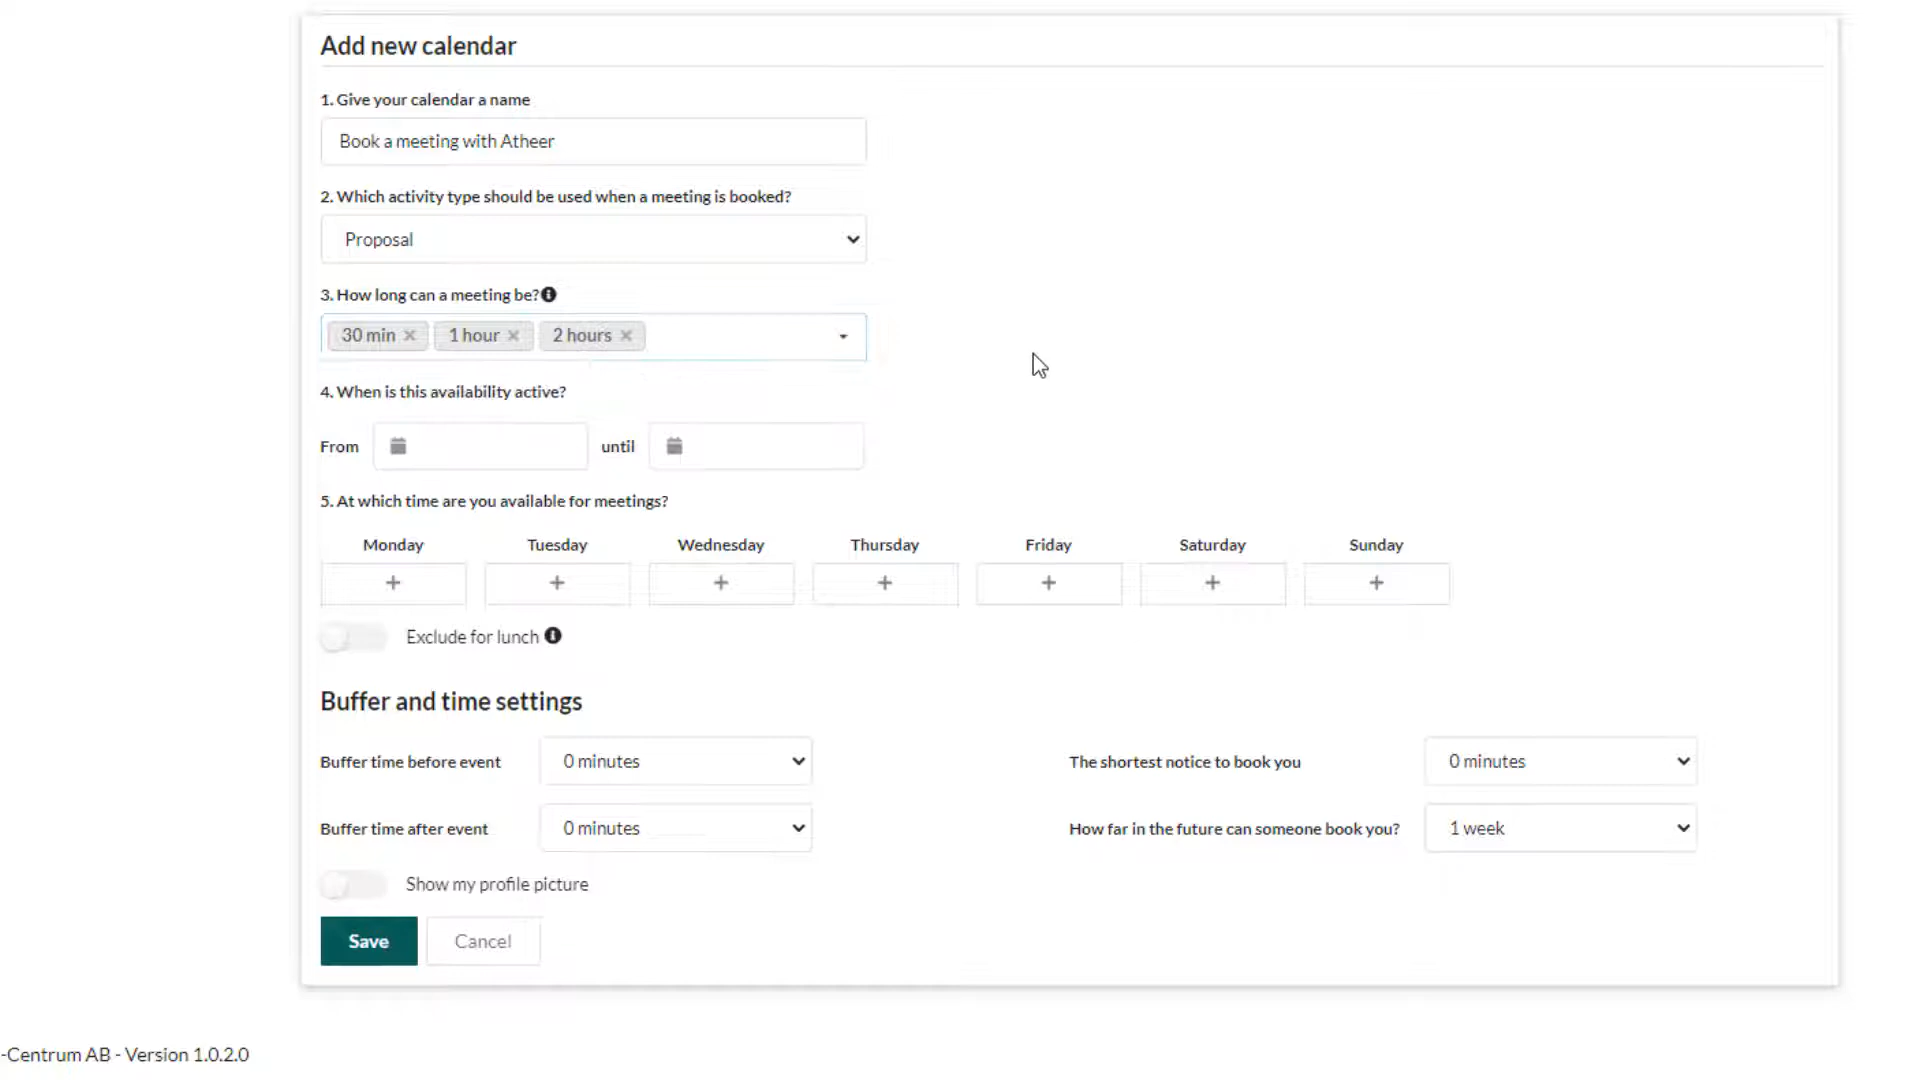 Add new calendar
1. Give your calendar a name
Book a meeting with Atheer
2. Which activity type should be used when a meeting is booked?
Proposal
3. How long can a meeting be?
30 min 1 hour 2 hours
4. When is this availability active?
From until
5. At which time are you available for meetings?
Monday Tuesday Wednesday Thursday Friday Saturday Sunday
+ + + + + + +
Exclude for lunch
Buffer and time settings
Buffer time before event 0 minutes The shortest notice to book you 0 minutes
Buffer time after event 0 minutes How far in the future can someone book you? 1 week
Show my profile picture
Save Cancel
-Centrum AB - Version 1.0.2.0